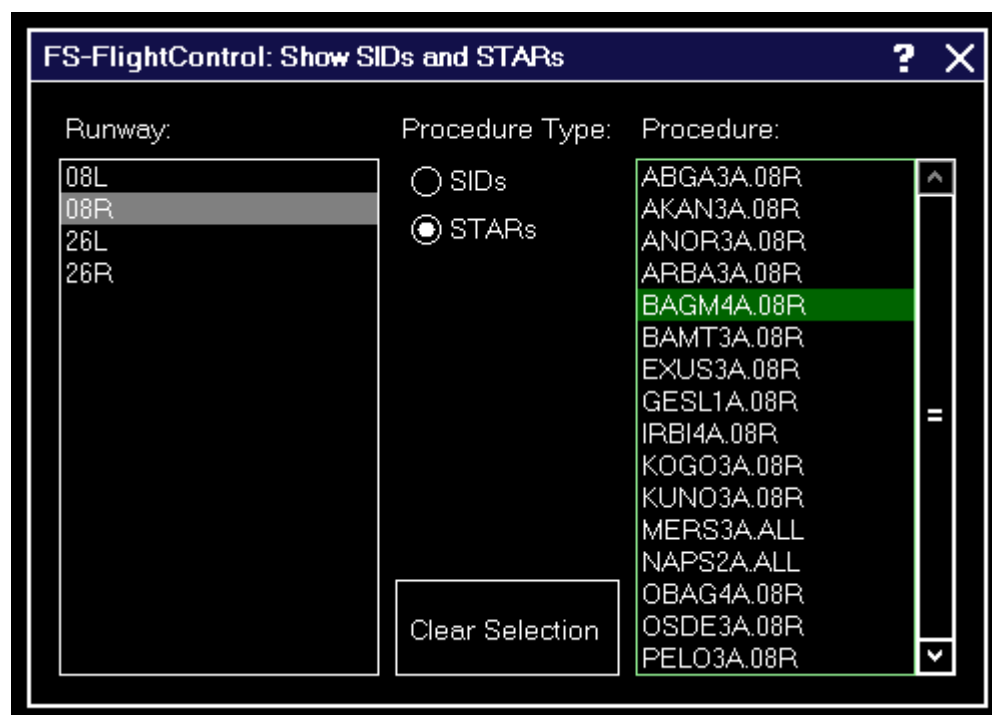 FS-FlightControl: Show SIDs and STARs
? X
Runway:
08L
08R
26L
26R
Procedure Type:
SIDs
STARs
Clear Selection
Procedure:
ABGA3A.08R
AKAN3A.08R
ANOR3A.08R
ARBA3A.08R
BAGM4A.08R
BAMT3A.08R
EXUS3A.08R
GESL1A.08R
IRBI4A.08R
KOGO3A.08R
KUNO3A.08R
MERS3A.ALL
NAPS2A.ALL
OBAG4A.08R
OSDE3A.08R
PELO3A.08R